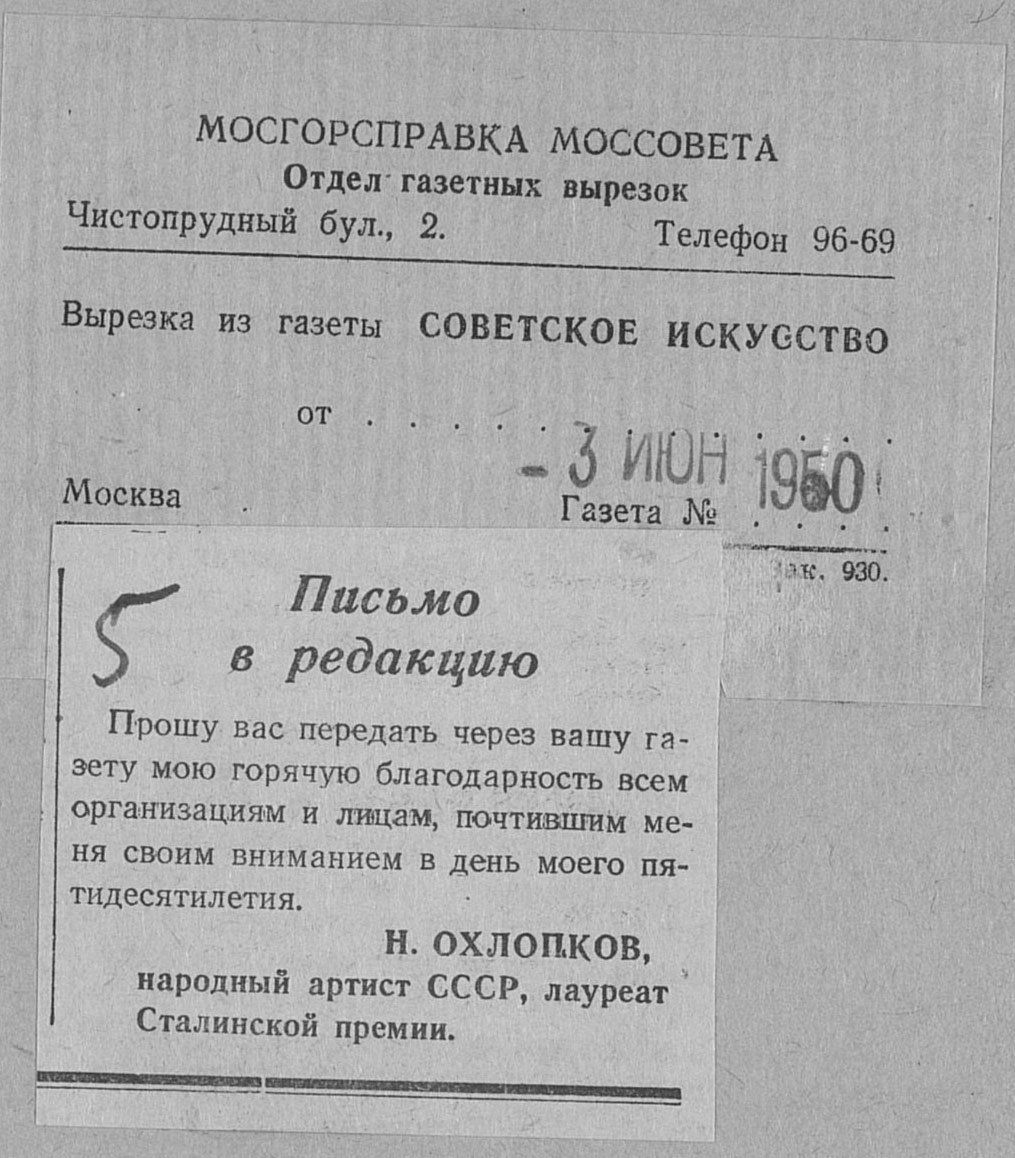 МОСГОРСПРАВКА МОССОВЕТА
Отдел газетных вырезок
Чистопрудный бул., 2. Телефон 96-69
Вырезка из газеты СОВЕТСКОЕ ИСКУССТВО
от . . . . . . . . . . . . .
- 3 ИЮН 1950
Москва Газета № . . . .
ак. 930.
5
Письмо
в редакцию
Прошу вас передать через вашу га-
зету мою горячую благодарность всем
организациям и лицам, почтившим ме-
ня своим вниманием в день моего пя-
тидесятилетия.
Н. ОХЛОПКОВ,
народный артист СССР, лауреат
Сталинской премии.